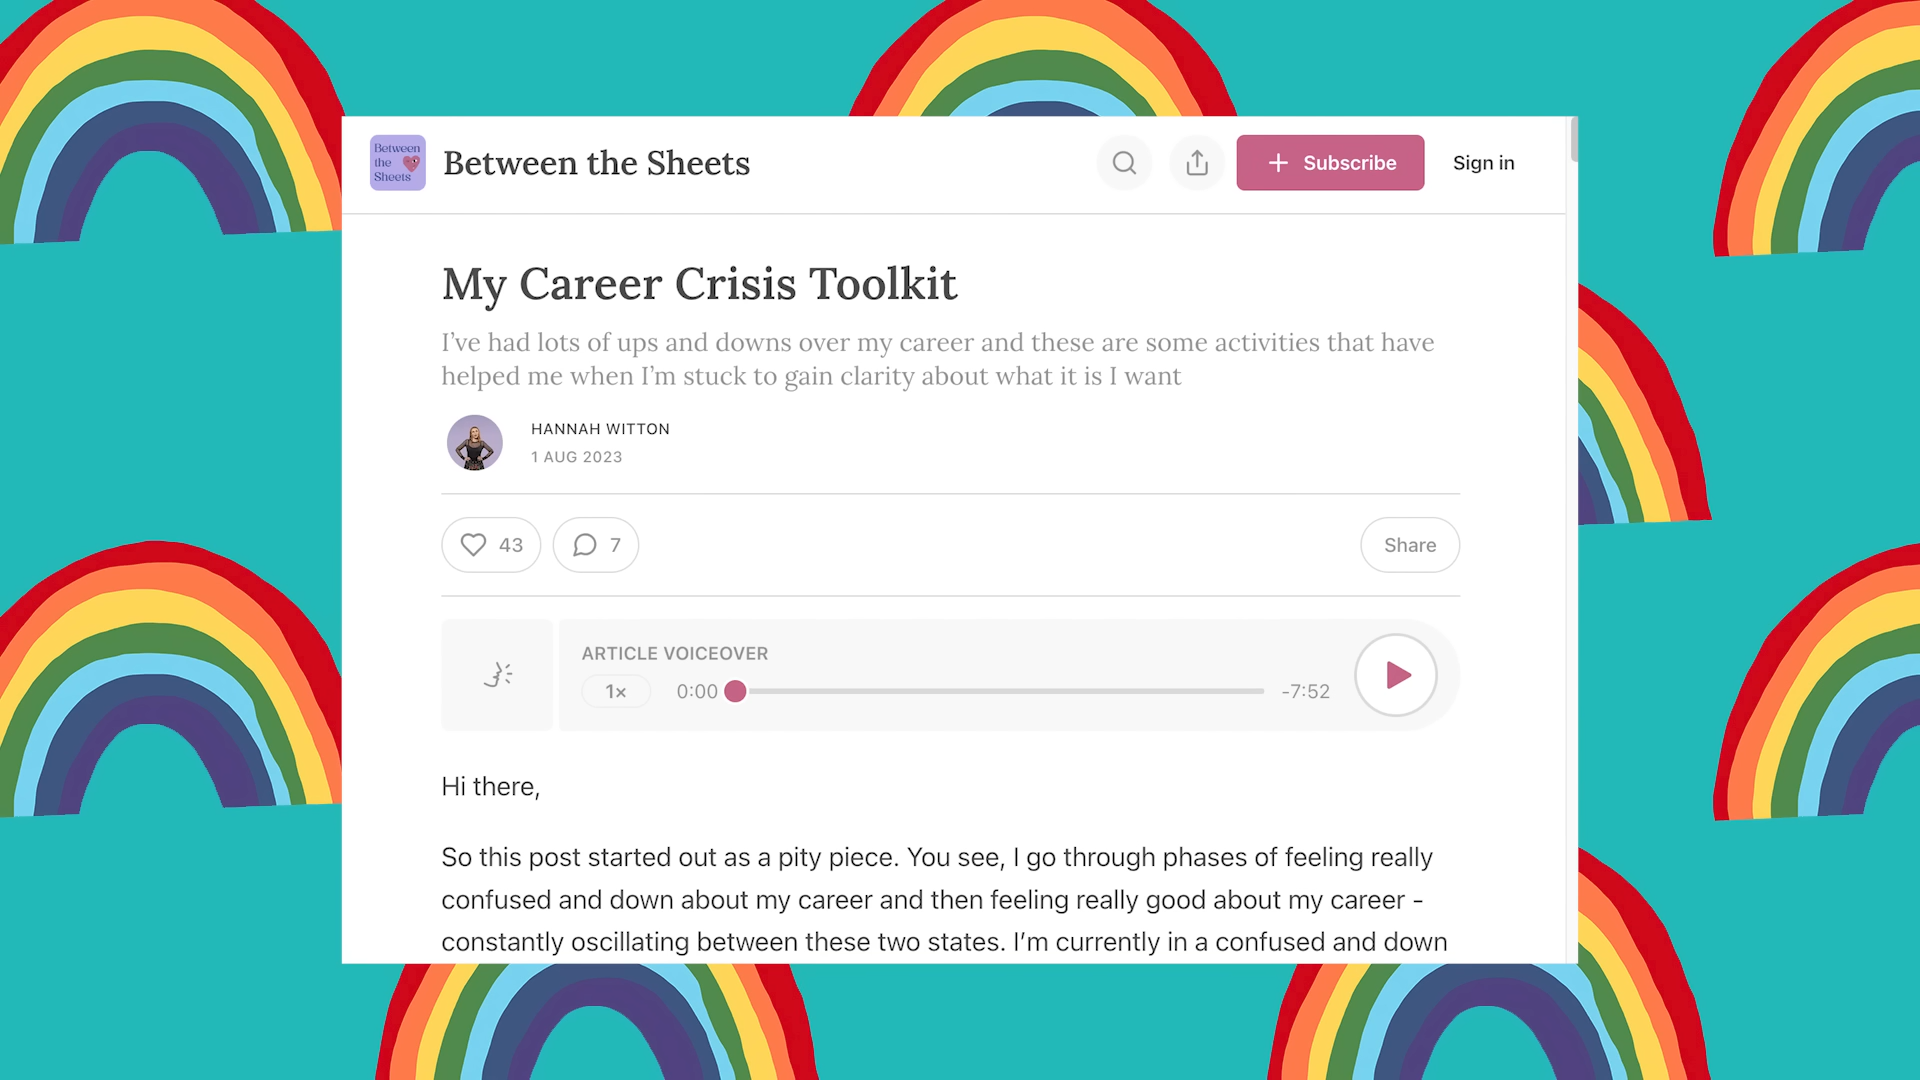 Between
the
Sheets
Between the Sheets
Subscribe
Sign in
My Career Crisis Toolkit
I’ve had lots of ups and downs over my career and these are some activities that have
helped me when I’m stuck to gain clarity about what it is I want
HANNAH WITTON
1 AUG 2023
43
7
Share
ARTICLE VOICEOVER
1×
0:00
-7:52
Hi there,
So this post started out as a pity piece. You see, I go through phases of feeling really
confused and down about my career and then feeling really good about my career -
constantly oscillating between these two states. I’m currently in a confused and down